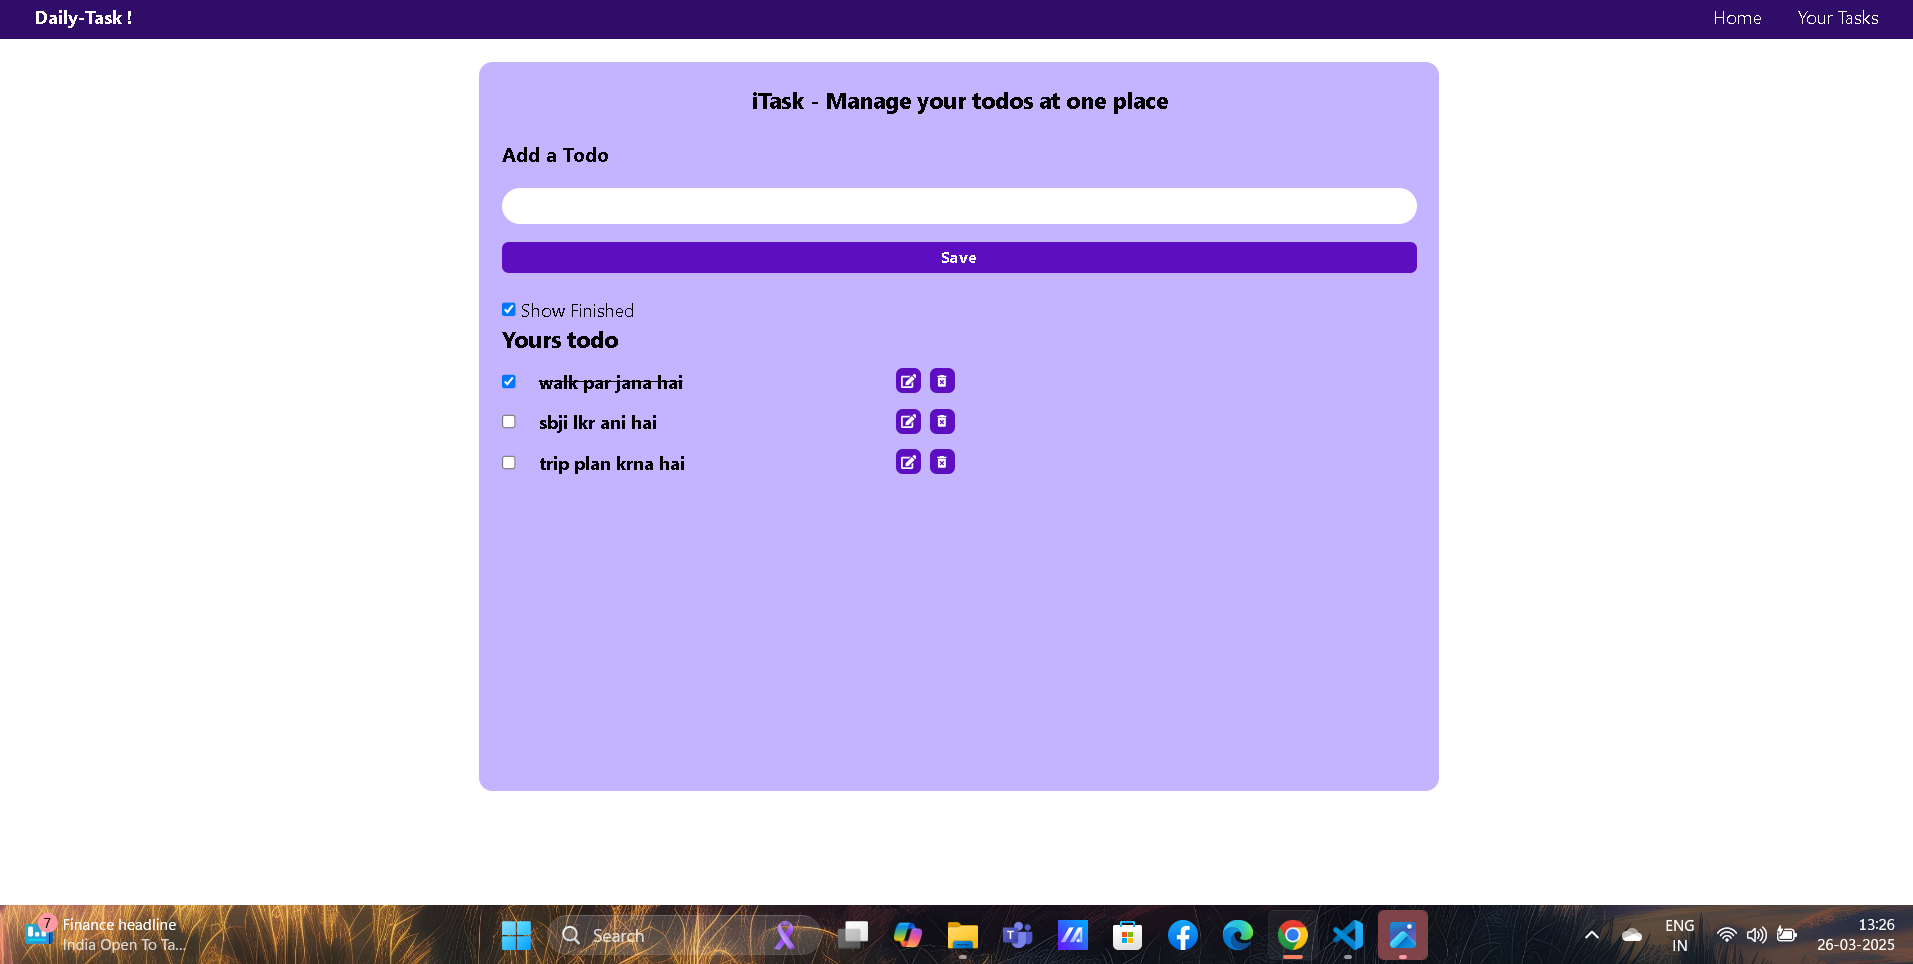 Daily-Task !
Home
Your Tasks
iTask - Manage your todos at one place
Add a Todo
Save
Show Finished
Yours todo
walk par jana hai
sbji lkr ani hai
trip plan krna hai
7
Finance headline
India Open To Ta...
Search
ENG
IN
13:26
26-03-2025